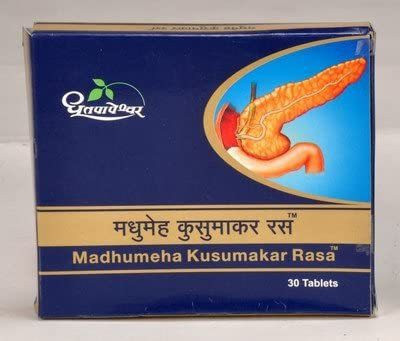 धूतपापेश्वर
मधुमेह कुसुमाकर रस™
Madhumeha Kusumakar Rasa™
30 Tablets